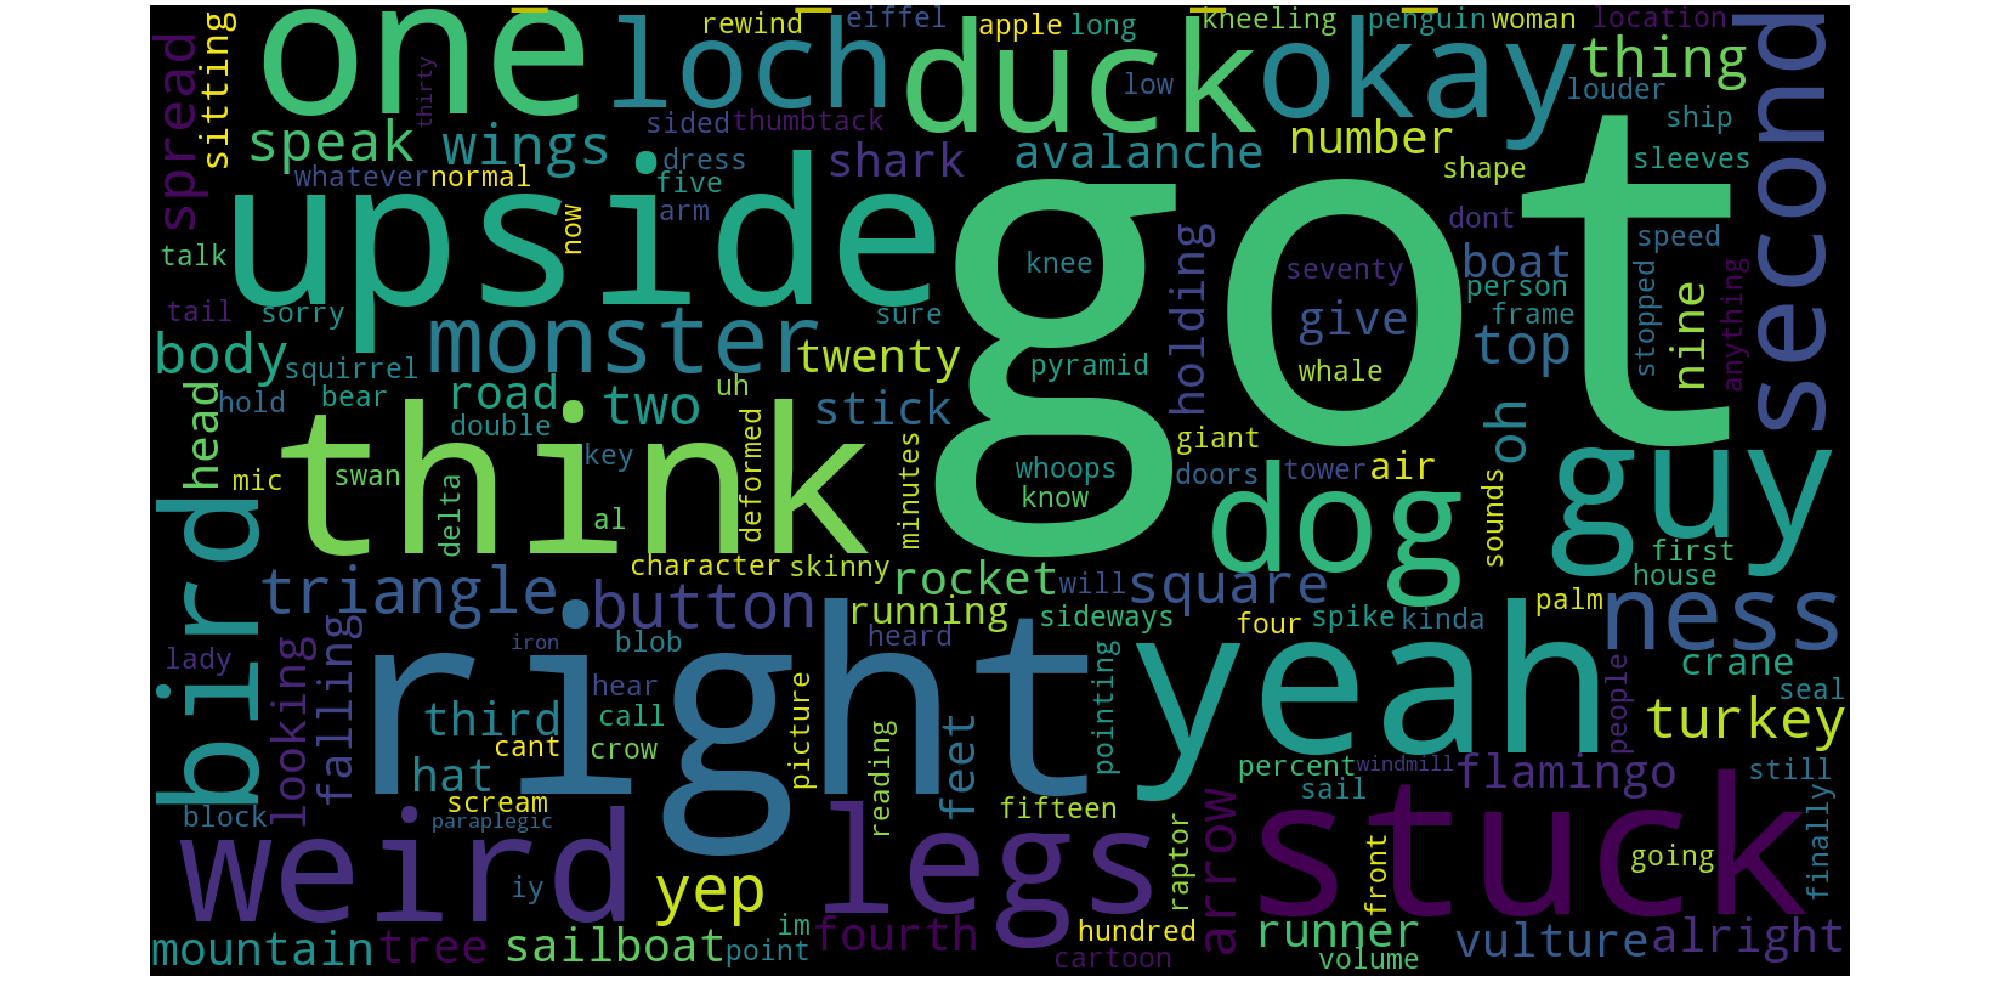 one
loch
duck
okay
rewind
eiffel
apple
long
kneeling
penguin
woman
location
second
spread
sitting
thirty
low
thing
louder
ship
speak
wings
sided
thumbtack
dress
shark
avalanche
number
shape
sleeves
whatever
normal
five
arm
now
upside
got
dont
talk
knee
holding
seventy
boat
speed
person
stopped
anything
tail
sorry
monster
sure
give
frame
nine
body
squirrel
twenty
pyramid
whale
top
head
hold
bear
road
uh
two
stick
double
giant
oh
guy
mic
swan
think
key
deformed
minutes
whoops
know
doors
tower
air
dog
sounds
delta
al
bird
character
skinny
rocket
will
square
first
house
triangle
button
running
sideways
four
spike
kinda
palm
ness
iron
blob
heard
right
yeah
lady
looking
falling
hear
picture
pointing
people
crane
seal
third
call
crow
cant
reading
feet
turkey
hat
percent
windmill
flamingo
still
scream
sail
block
paraplegic
fifteen
weird
legs
raptor
arrow
front
stuck
going
finally
iy
yep
mountain
tree
sailboat
im
point
fourth
hundred
cartoon
runner
volume
vulture
alright